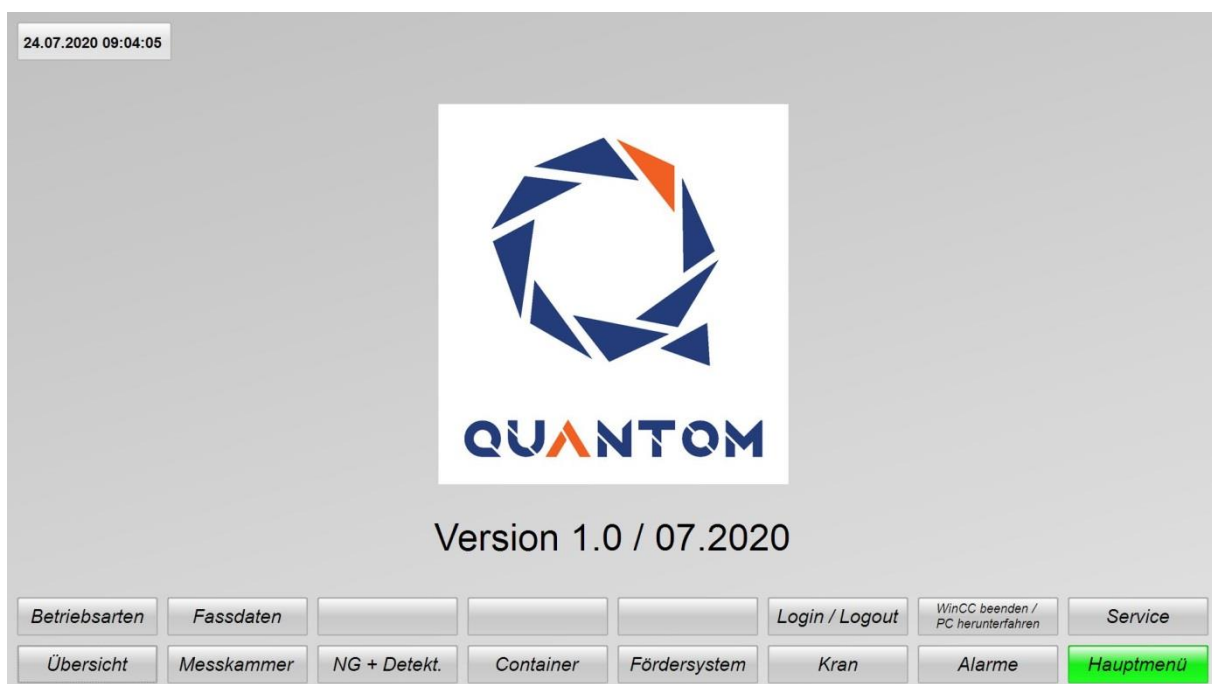 24.07.2020 09:04:05
QUANTOM
Version 1.0 / 07.2020
Betriebsarten
Fassdaten
Login / Logout
WinCC beenden /
PC herunterfahren
Service
Übersicht
Messkammer
NG + Detekt.
Container
Fördersystem
Kran
Alarme
Hauptmenü